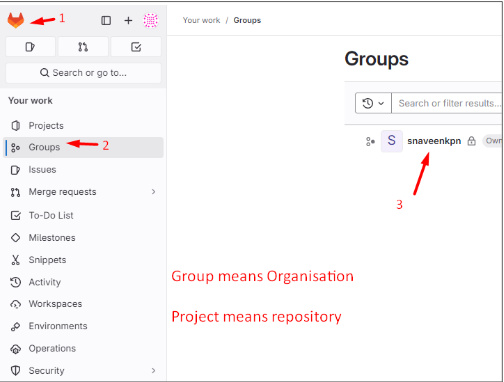 1
Your work / Groups
Search or go to...
Groups
Search or filter results...
Your work
Projects
Groups
2
S snaveenkpn Own
Issues
Merge requests
3
To-Do List
Milestones
Snippets
Group means Organisation
Activity
Workspaces
Project means repository
Environments
Operations
Security